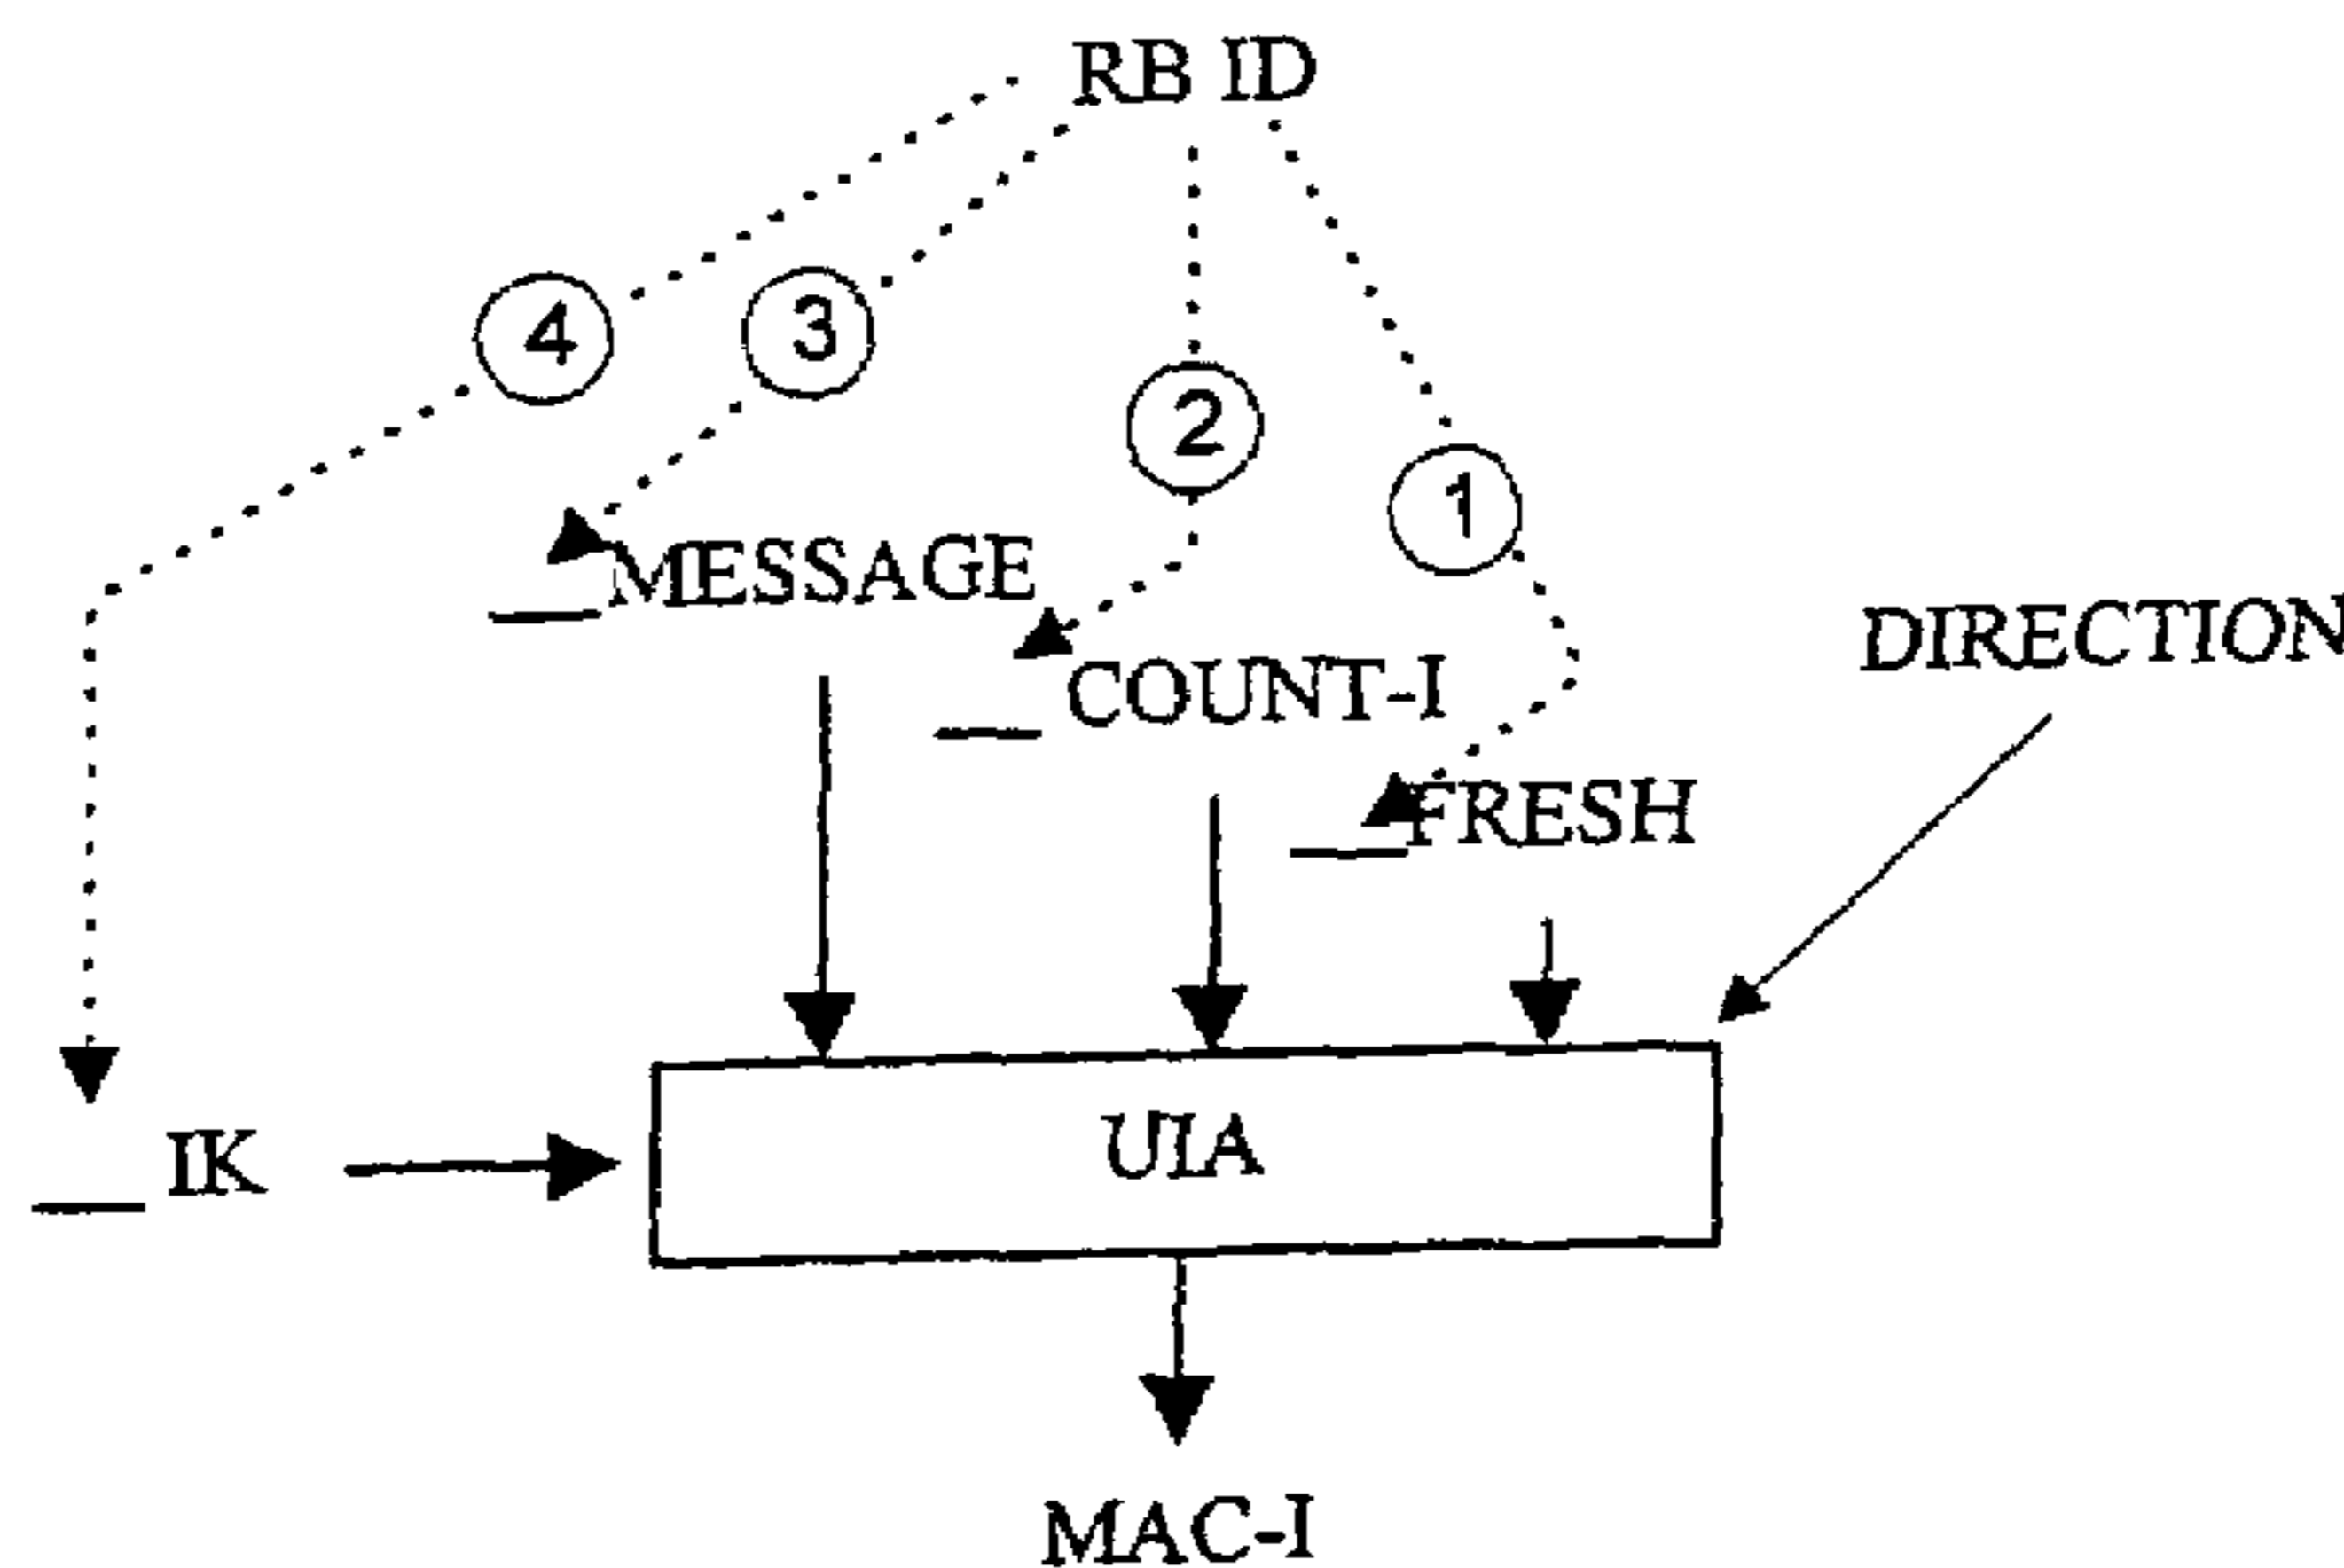 RB ID
4
3
2
1
MESSAGE
DIRECTION
COUNT-I
FRESH
IK
UIA
MAC-I